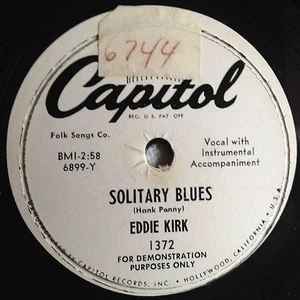 6744
Capitol
REG. U.S. PAT. OFF.
Folk Songs Co.
BMI-2:58
6899-Y
Vocal with
Instrumental
Accompaniment
SOLITARY BLUES
(Hank Panny)
EDDIE KIRK
1372
FOR DEMONSTRATION
PURPOSES ONLY
CAPITOL RECORDS, INC. • HOLLYWOOD, CALIFORNIA, U.S.A.